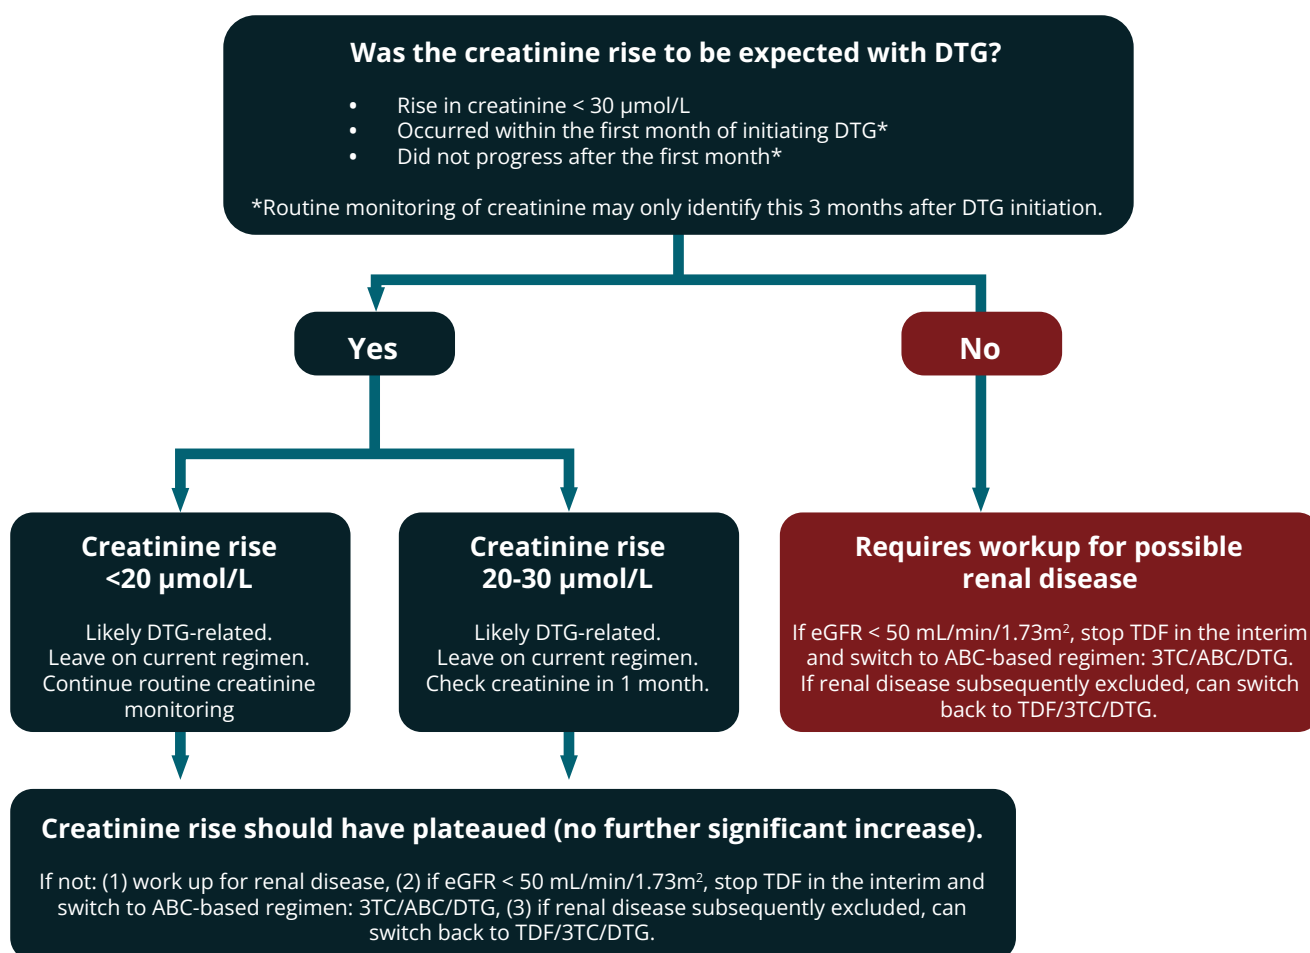 Was the creatinine rise to be expected with DTG?
• Rise in creatinine < 30 µmol/L
• Occurred within the first month of initiating DTG*
• Did not progress after the first month*
*Routine monitoring of creatinine may only identify this 3 months after DTG initiation.
Yes
No
Creatinine rise
<20 µmol/L
Likely DTG-related.
Leave on current regimen.
Continue routine creatinine
monitoring
Creatinine rise
20-30 µmol/L
Likely DTG-related.
Leave on current regimen.
Check creatinine in 1 month.
Requires workup for possible
renal disease
If eGFR < 50 mL/min/1.73m², stop TDF in the interim
and switch to ABC-based regimen: 3TC/ABC/DTG.
If renal disease subsequently excluded, can switch
back to TDF/3TC/DTG.
Creatinine rise should have plateaued (no further significant increase).
If not: (1) work up for renal disease, (2) if eGFR < 50 mL/min/1.73m², stop TDF in the interim and
switch to ABC-based regimen: 3TC/ABC/DTG, (3) if renal disease subsequently excluded, can
switch back to TDF/3TC/DTG.